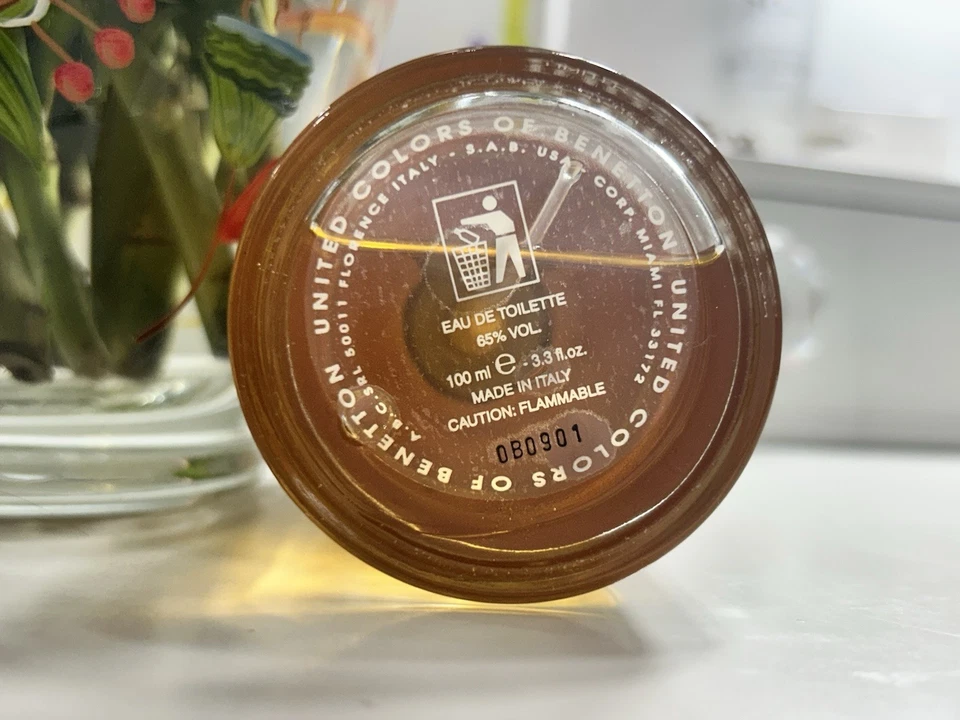 UNITED COLORS OF BENETTON UNITED COLORS OF BENETTON
A.B.C. SRL 50011 FLORENCE ITALY - S.A.B. USA CORP. MIAMI FL. 33172
EAU DE TOILETTE
65% VOL.
100 ml e - 3.3 fl.oz.
MADE IN ITALY
CAUTION: FLAMMABLE
0B0901